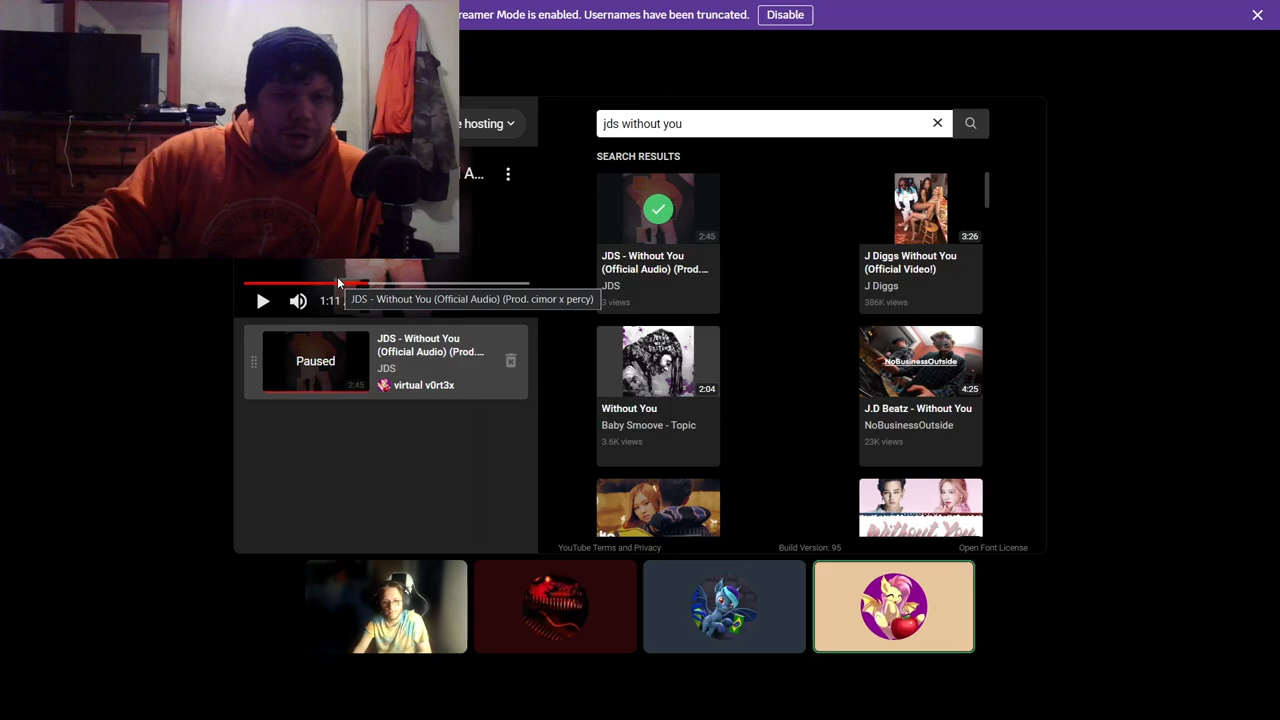 reamer Mode is enabled. Usernames have been truncated.
Disable
e hosting
A...
1:11
JDS - Without You (Official Audio) (Prod. cimor x percy)
Paused
2:45
JDS - Without You
(Official Audio) (Prod....
JDS
virtual v0rt3x
jds without you
SEARCH RESULTS
2:45
JDS - Without You
(Official Audio) (Prod....
JDS
3 views
3:26
J Diggs Without You
(Official Video!)
J Diggs
386K views
2:04
Without You
Baby Smoove - Topic
3.6K views
NoBusinessOutside
4:25
J.D Beatz - Without You
NoBusinessOutside
23K views
YouTube Terms and Privacy
Build Version: 95
Open Font License